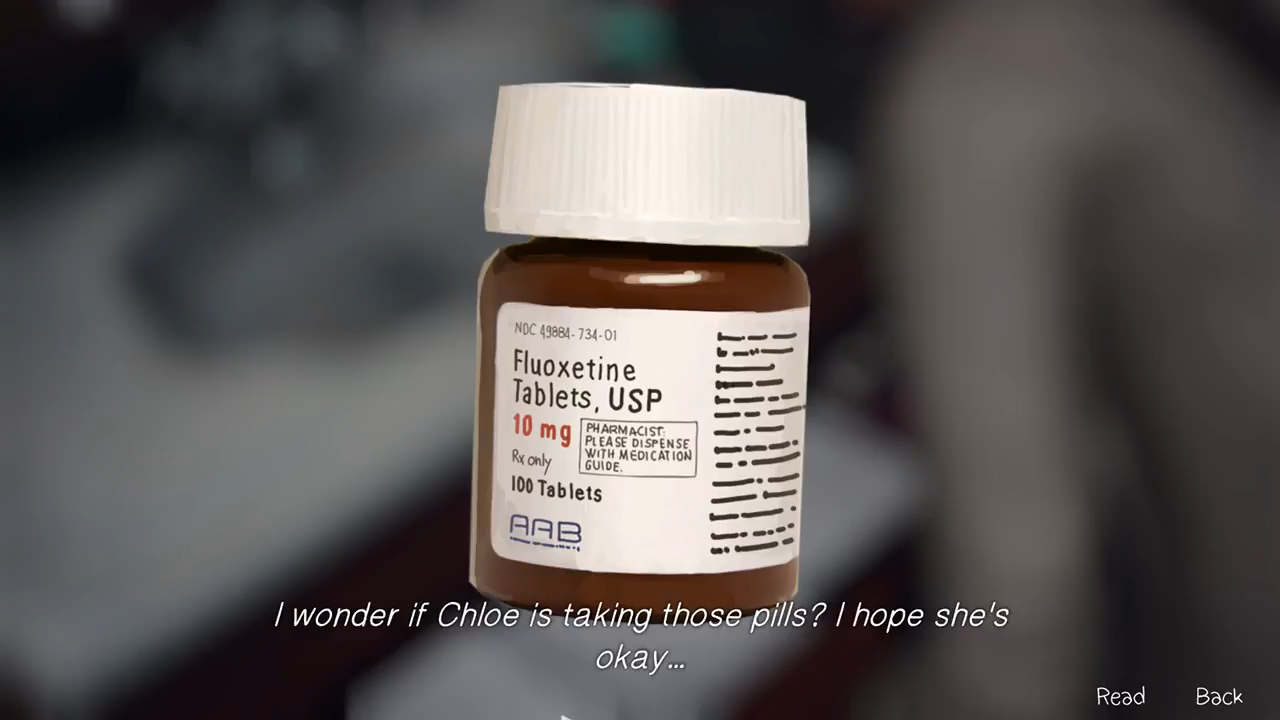 NDC 49884-734-01
Fluoxetine
Tablets, USP
10 mg
PHARMACIST:
PLEASE DISPENSE
WITH MEDICATION
GUIDE.
Rx only
100 Tablets
AAB
I wonder if Chloe is taking those pills? I hope she's
okay...
Read
Back